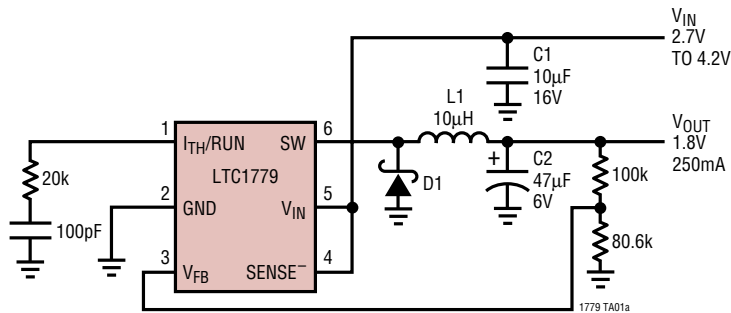 V_IN
2.7V
TO 4.2V
C1
10µF
16V
L1
10µH
V_OUT
1.8V
250mA
1
I_TH/RUN
SW
6
LTC1779
20k
100pF
2
GND
V_IN
5
3
V_FB
SENSE⁻
4
D1
+
C2
47µF
6V
100k
80.6k
1779 TA01a